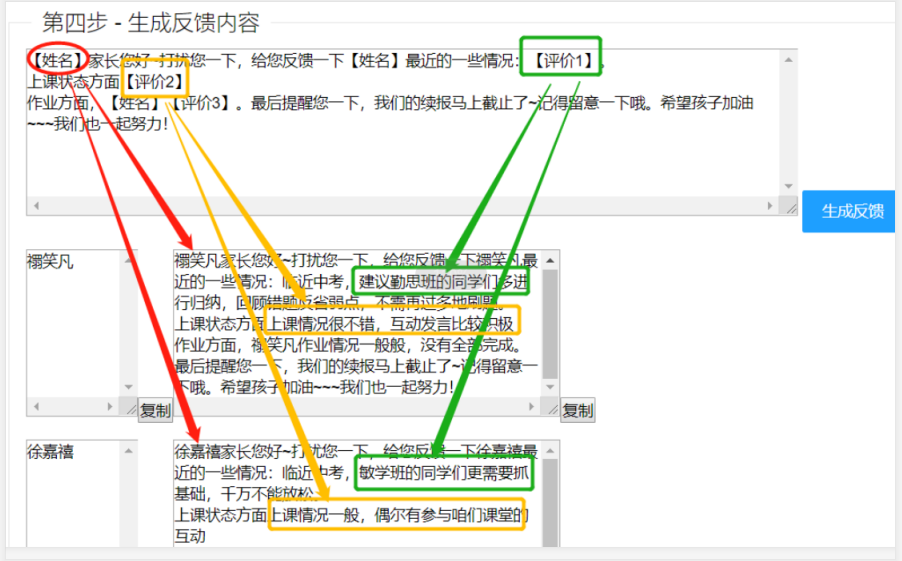 第四步 - 生成反馈内容
【姓名】家长您好~打扰您一下，给您反馈一下【姓名】最近的一些情况：【评价1】。
上课状态方面【评价2】
作业方面，【姓名】【评价3】。最后提醒您一下，我们的续报马上截止了~记得留意一下哦。希望孩子加油
~~~我们也一起努力！
生成反馈
禤笑凡
复制
禤笑凡家长您好~打扰您一下，给您反馈一下禤笑凡最
近的一些情况：临近中考，建议勤思班的同学们多进
行归纳，回顾错题反省弱点，不需再过多地刷题。
上课状态方面上课情况很不错，互动发言比较积极
作业方面，禤笑凡作业情况一般般，没有全部完成。
最后提醒您一下，我们的续报马上截止了~记得留意一
下哦。希望孩子加油~~~我们也一起努力！
复制
徐嘉禧
徐嘉禧家长您好~打扰您一下，给您反馈一下徐嘉禧最
近的一些情况：临近中考，敏学班的同学们更需要抓
基础，千万不能放松。
上课状态方面上课情况一般，偶尔有参与咱们课堂的
互动